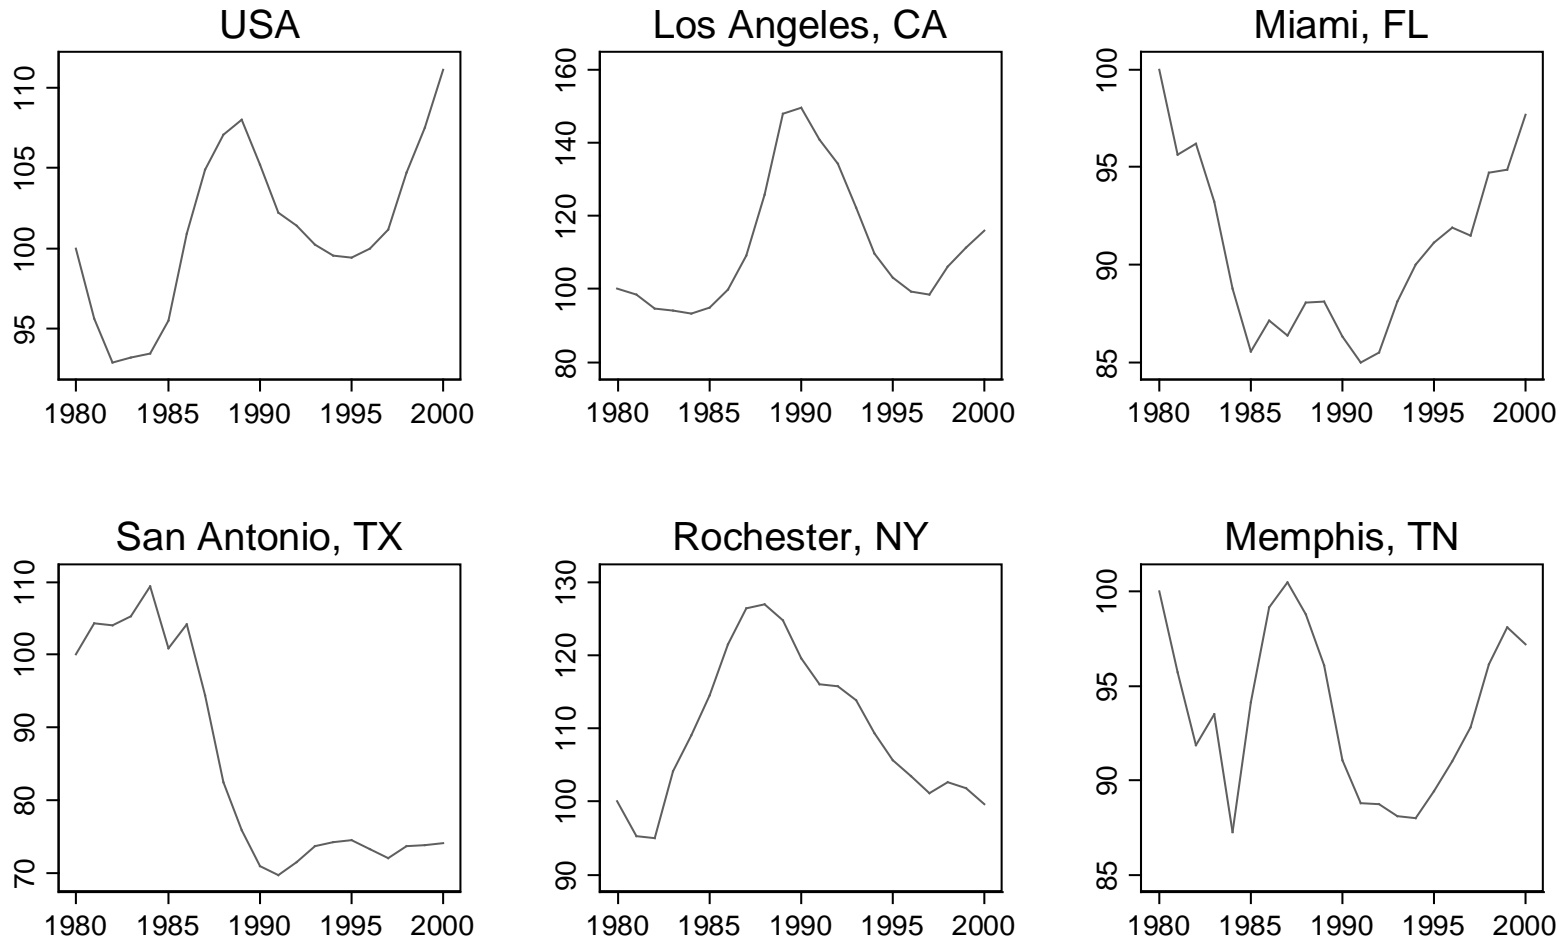 USA
110
105
100
95
1980 1985 1990 1995 2000
Los Angeles, CA
160
140
120
100
80
1980 1985 1990 1995 2000
Miami, FL
100
95
90
85
1980 1985 1990 1995 2000
San Antonio, TX
110
100
90
80
70
1980 1985 1990 1995 2000
Rochester, NY
130
120
110
100
90
1980 1985 1990 1995 2000
Memphis, TN
100
95
90
85
1980 1985 1990 1995 2000